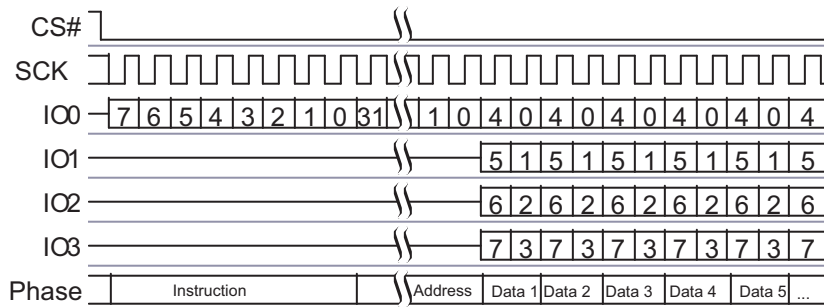 CS#
SCK
IO0 7 6 5 4 3 2 1 0 31 1 0 4 0 4 0 4 0 4 0 4 0 4
IO1 5 1 5 1 5 1 5 1 5 1 5
IO2 6 2 6 2 6 2 6 2 6 2 6
IO3 7 3 7 3 7 3 7 3 7 3 7
Phase Instruction Address Data 1 Data 2 Data 3 Data 4 Data 5 ...